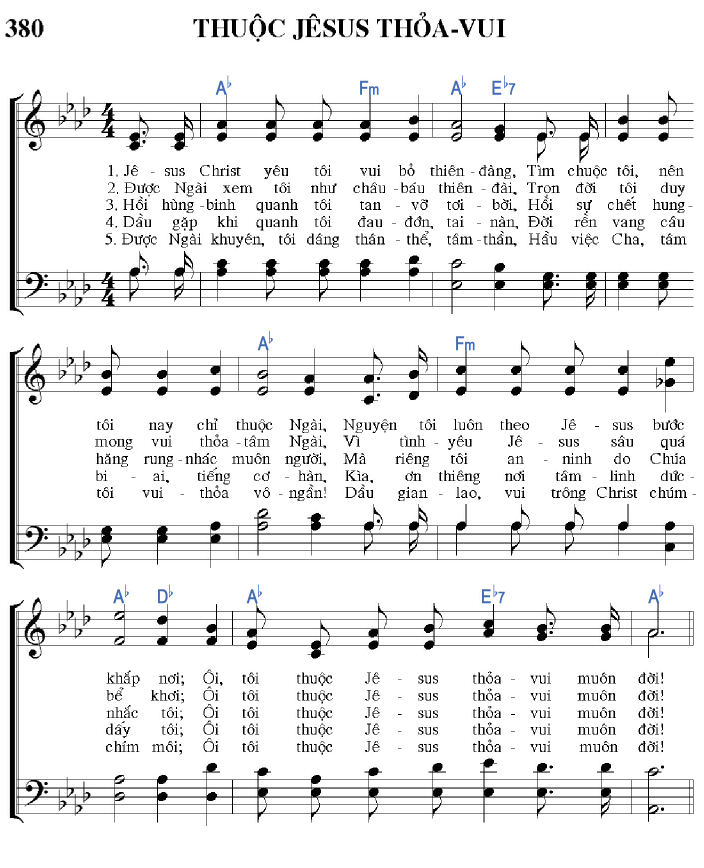 380 THUỘC JÊSUS THỎA-VUI
A♭ Fm A♭ E♭7
1. Jê - sus Christ yêu tôi vui bỏ thiên-đàng, Tìm chuộc tôi, nên
2. Được Ngài xem tôi như châu-báu thiên-đài, Trọn đời tôi duy
3. Hồi hùng-binh quanh tôi tan-vỡ tơi-bời, Hồi sự chết hung-
4. Dầu gặp khi quanh tôi đau-đớn, tai-nàn, Đời rền vang câu
5. Được Ngài khuyên, tôi dâng thân-thể, tâm-thần, Hầu việc Cha, tâm
A♭ Fm
tôi nay chỉ thuộc Ngài, Nguyện tôi luôn theo Jê - sus bước
mong vui thỏa-tâm Ngài, Vì tình-yêu Jê - sus sâu quá
hăng rung-nhác muôn người, Mà riêng tôi an - ninh do Chúa
bi - ai, tiếng cơ-hàn, Kìa, ơn thiêng nơi tâm-linh dức-
tôi vui-thỏa vô-ngần! Dầu gian-lao, vui trông Christ chúm-
A♭ D♭ A♭ E♭7 A♭
khắp nơi; Ôi, tôi thuộc Jê - sus thỏa-vui muôn đời!
bể khơi; Ôi tôi thuộc Jê - sus thỏa-vui muôn đời!
nhắc tôi; Ôi tôi thuộc Jê - sus thỏa-vui muôn đời!
dấy tôi; Ôi tôi thuộc Jê - sus thỏa-vui muôn đời!
chím môi; Ôi tôi thuộc Jê - sus thỏa-vui muôn đời!